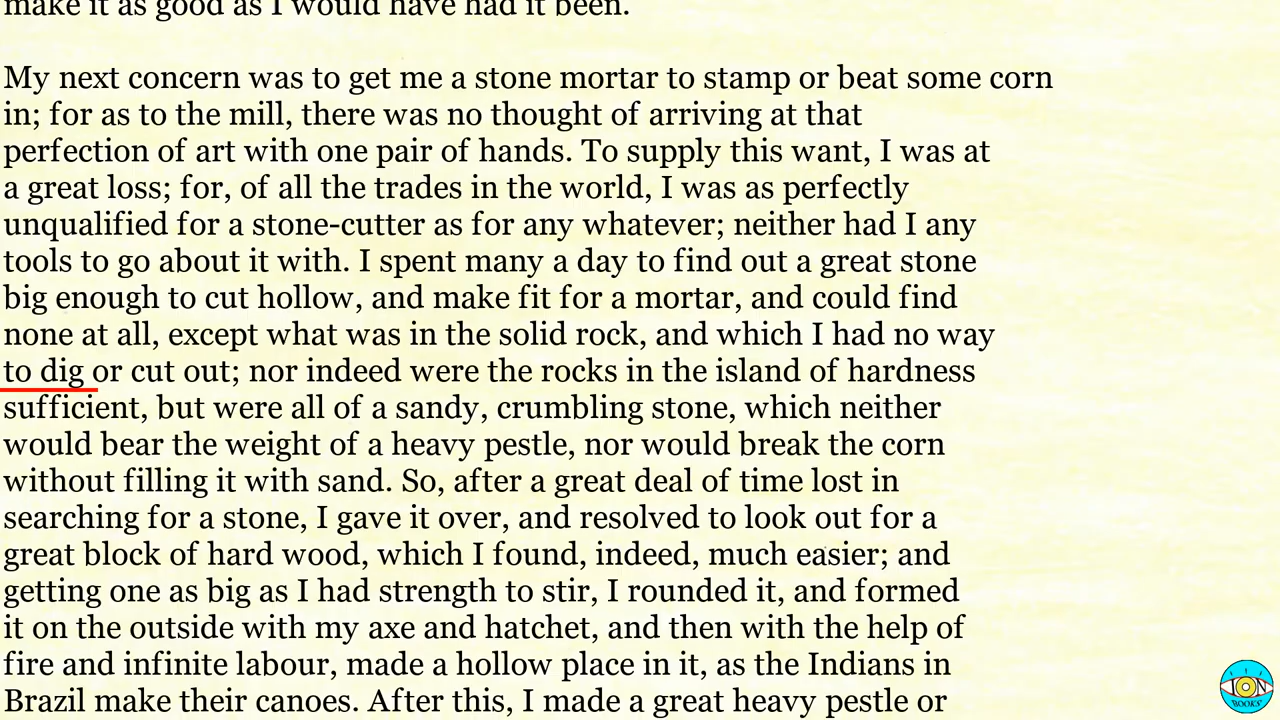 make it as good as I would have had it been.
My next concern was to get me a stone mortar to stamp or beat some corn
in; for as to the mill, there was no thought of arriving at that
perfection of art with one pair of hands. To supply this want, I was at
a great loss; for, of all the trades in the world, I was as perfectly
unqualified for a stone-cutter as for any whatever; neither had I any
tools to go about it with. I spent many a day to find out a great stone
big enough to cut hollow, and make fit for a mortar, and could find
none at all, except what was in the solid rock, and which I had no way
to dig or cut out; nor indeed were the rocks in the island of hardness
sufficient, but were all of a sandy, crumbling stone, which neither
would bear the weight of a heavy pestle, nor would break the corn
without filling it with sand. So, after a great deal of time lost in
searching for a stone, I gave it over, and resolved to look out for a
great block of hard wood, which I found, indeed, much easier; and
getting one as big as I had strength to stir, I rounded it, and formed
it on the outside with my axe and hatchet, and then with the help of
fire and infinite labour, made a hollow place in it, as the Indians in
Brazil make their canoes. After this, I made a great heavy pestle or
ION
BOOKS